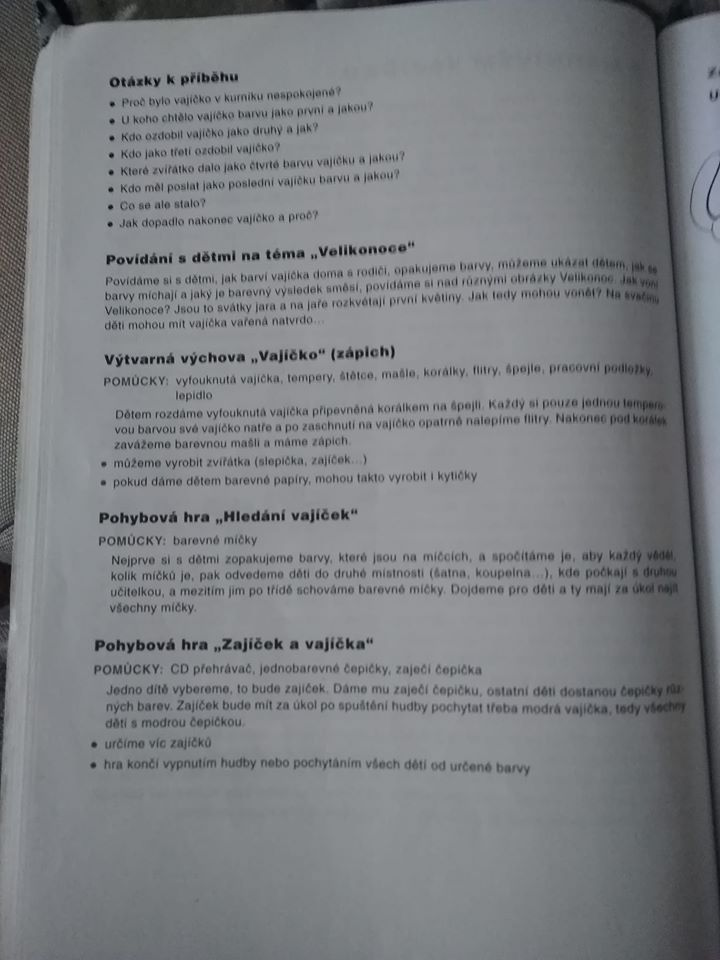 Otázky k příběhu
• Proč bylo vajíčko v kurníku nespokojené?
• U koho chtělo vajíčko barvu jako první a jakou?
• Kdo ozdobil vajíčko jako druhý a jak?
• Kdo jako třetí ozdobil vajíčko?
• Které zvířátko dalo jako čtvrté barvu vajíčku a jakou?
• Kdo měl poslat jako poslední vajíčku barvu a jakou?
• Co se ale stalo?
• Jak dopadlo nakonec vajíčko a proč?
Povídání s dětmi na téma „Velikonoce“
Povídáme si s dětmi, jak barví vajíčka doma s rodiči, opakujeme barvy, můžeme ukázat dětem, jak se
barvy míchají a jaký je barevný výsledek směsí, povídáme si nad různými obrázky Velikonoc. Jak voní
Velikonoce? Jsou to svátky jara a na jaře rozkvétají první květiny. Jak tedy mohou vonět? Na svačinu
děti mohou mít vajíčka vařená natvrdo...
Výtvarná výchova „Vajíčko“ (zápich)
POMŮCKY: vyfouknutá vajíčka, tempery, štětce, mašle, korálky, flitry, špejle, pracovní podložky,
lepidlo
Dětem rozdáme vyfouknutá vajíčka připevněná korálkem na špejli. Každý si pouze jednou tempero-
vou barvou své vajíčko natře a po zaschnutí na vajíčko opatrně nalepíme flitry. Nakonec pod korálek
zavážeme barevnou mašli a máme zápich.
• můžeme vyrobit zvířátka (slepička, zajíček...)
• pokud dáme dětem barevné papíry, mohou takto vyrobit i kytičky
Pohybová hra „Hledání vajíček“
POMŮCKY: barevné míčky
Nejprve si s dětmi zopakujeme barvy, které jsou na míčcích, a spočítáme je, aby každý věděl,
kolik míčků je, pak odvedeme děti do druhé místnosti (šatna, koupelna...), kde počkají s druhou
učitelkou, a mezitím jim po třídě schováme barevné míčky. Dojdeme pro děti a ty mají za úkol najít
všechny míčky.
Pohybová hra „Zajíček a vajíčka“
POMŮCKY: CD přehrávač, jednobarevné čepičky, zaječí čepička
Jedno dítě vybereme, to bude zajíček. Dáme mu zaječí čepičku, ostatní děti dostanou čepičky růz-
ných barev. Zajíček bude mít za úkol po spuštění hudby pochytat třeba modrá vajíčka, tedy všechny
děti s modrou čepičkou.
• určíme víc zajíčků
• hra končí vypnutím hudby nebo pochytáním všech dětí od určené barvy